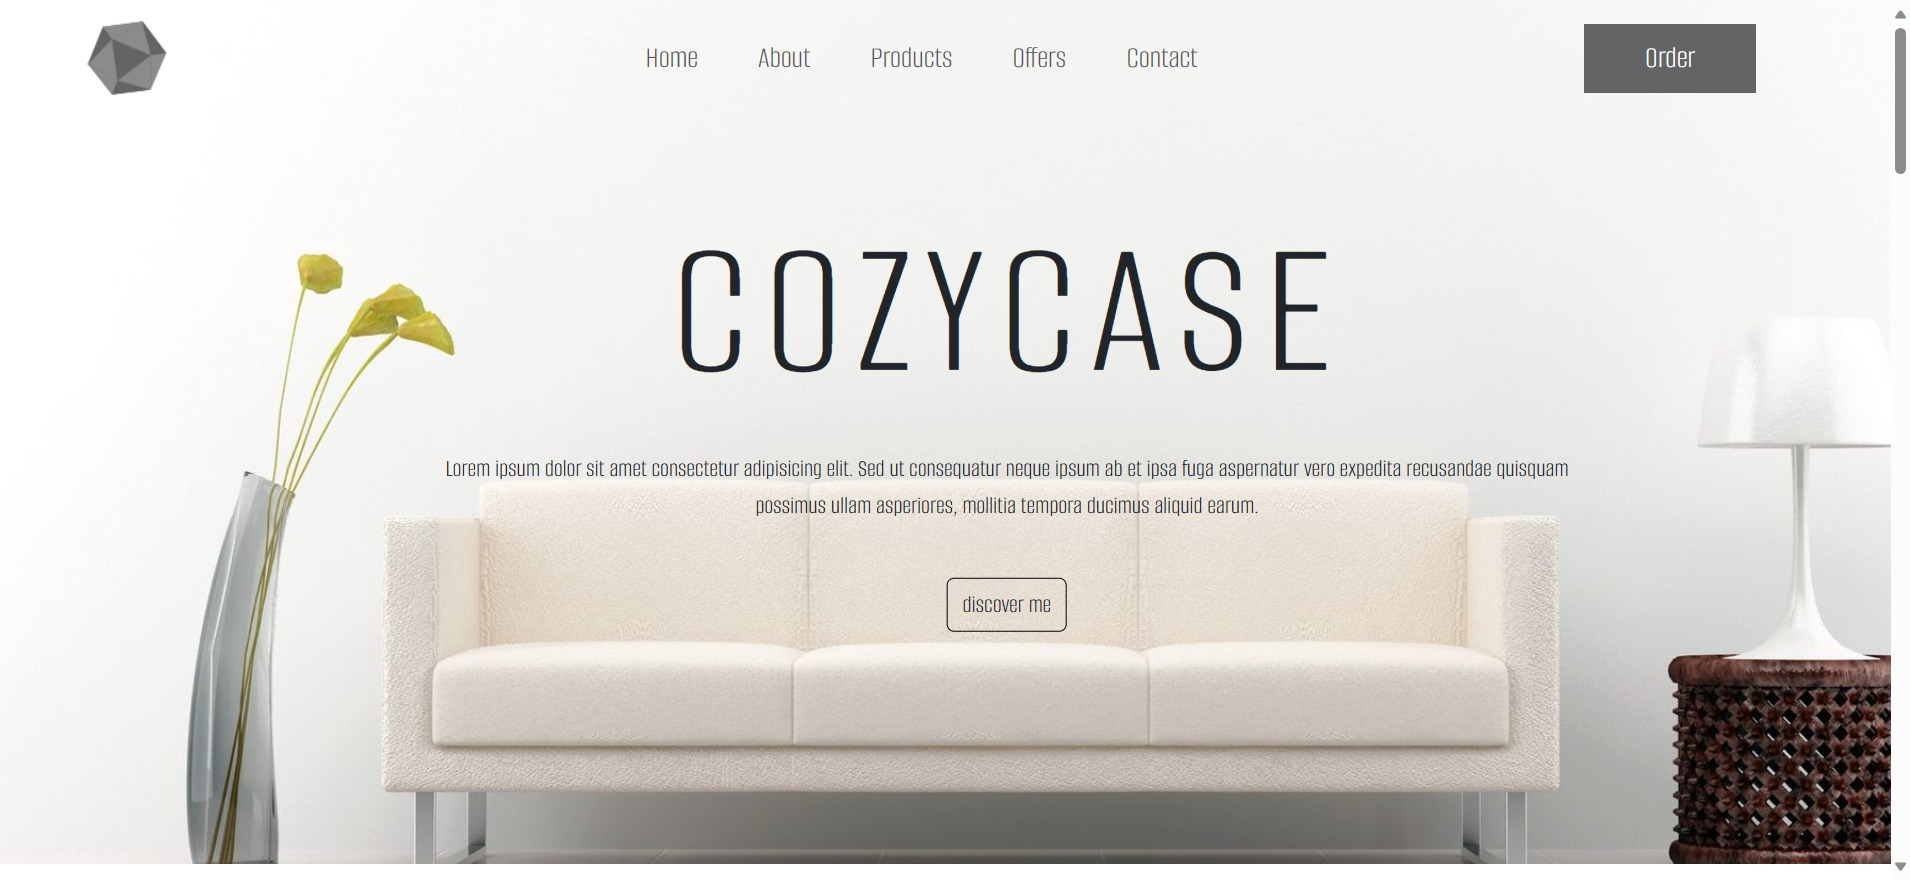 Home About Products Offers Contact Order
COZYCASE
Lorem ipsum dolor sit amet consectetur adipisicing elit. Sed ut consequatur neque ipsum ab et ipsa fuga aspernatur vero expedita recusandae quisquam
possimus ullam asperiores, mollitia tempora ducimus aliquid earum.
discover me